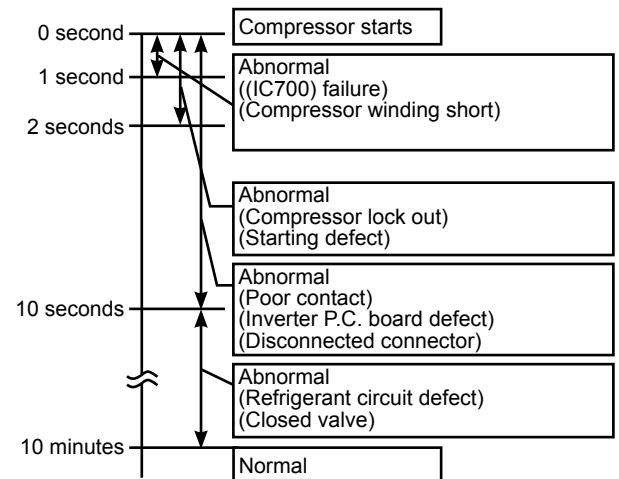 0 second
Compressor starts
1 second
Abnormal
((IC700) failure)
(Compressor winding short)
2 seconds
Abnormal
(Compressor lock out)
(Starting defect)
Abnormal
(Poor contact)
(Inverter P.C. board defect)
(Disconnected connector)
10 seconds
Abnormal
(Refrigerant circuit defect)
(Closed valve)
10 minutes
Normal